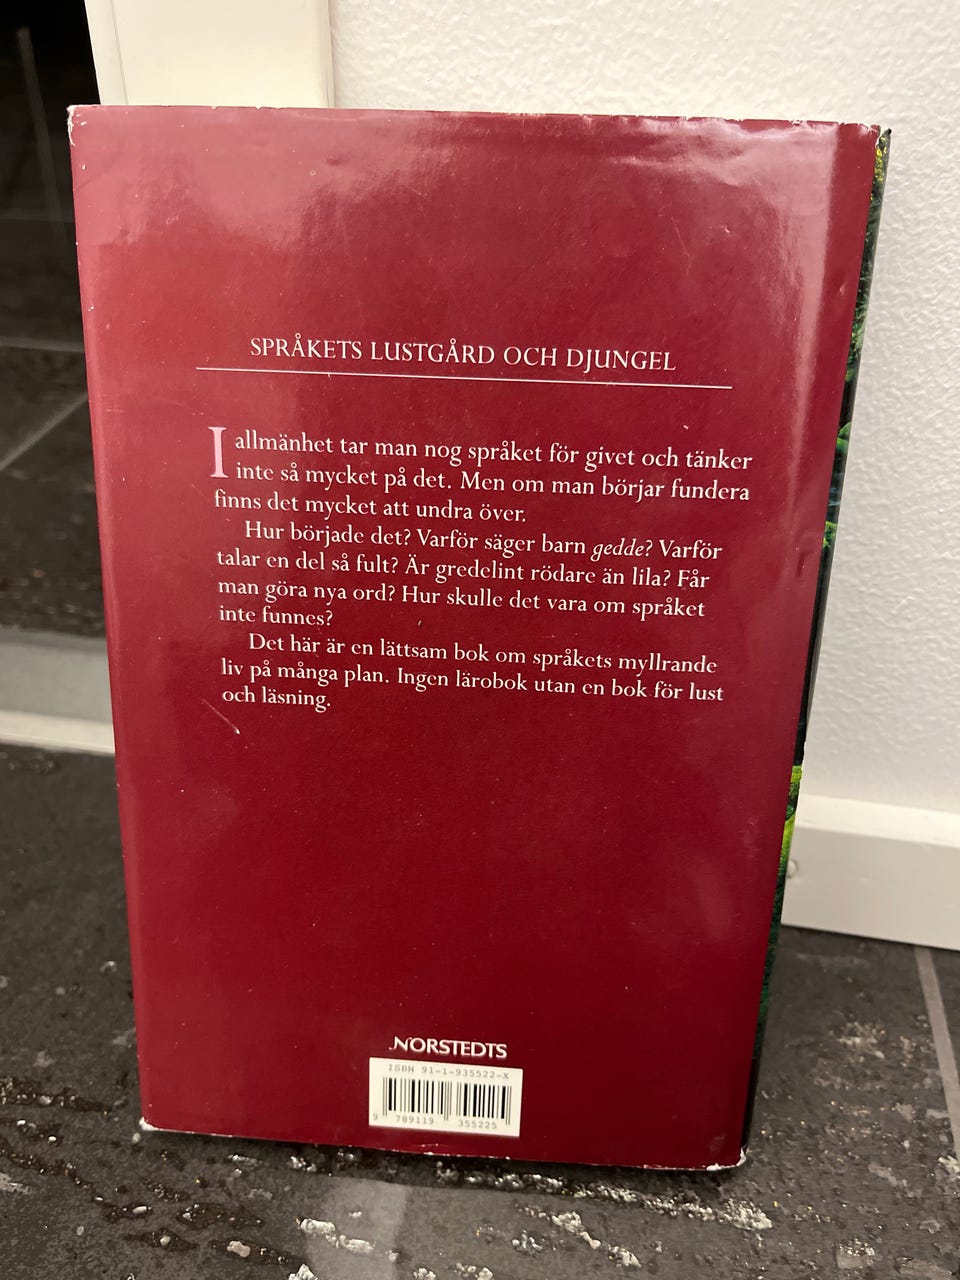 SPRÅKETS LUSTGÅRD OCH DJUNGEL
I allmänhet tar man nog språket för givet och tänker
inte så mycket på det. Men om man börjar fundera
finns det mycket att undra över.
Hur började det? Varför säger barn gedde? Varför
talar en del så fult? Är gredelint rödare än lila? Får
man göra nya ord? Hur skulle det vara om språket
inte funnes?
Det här är en lättsam bok om språkets myllrande
liv på många plan. Ingen lärobok utan en bok för lust
och läsning.
NORSTEDTS
ISBN 91-1-935522-X
9 789119 355225